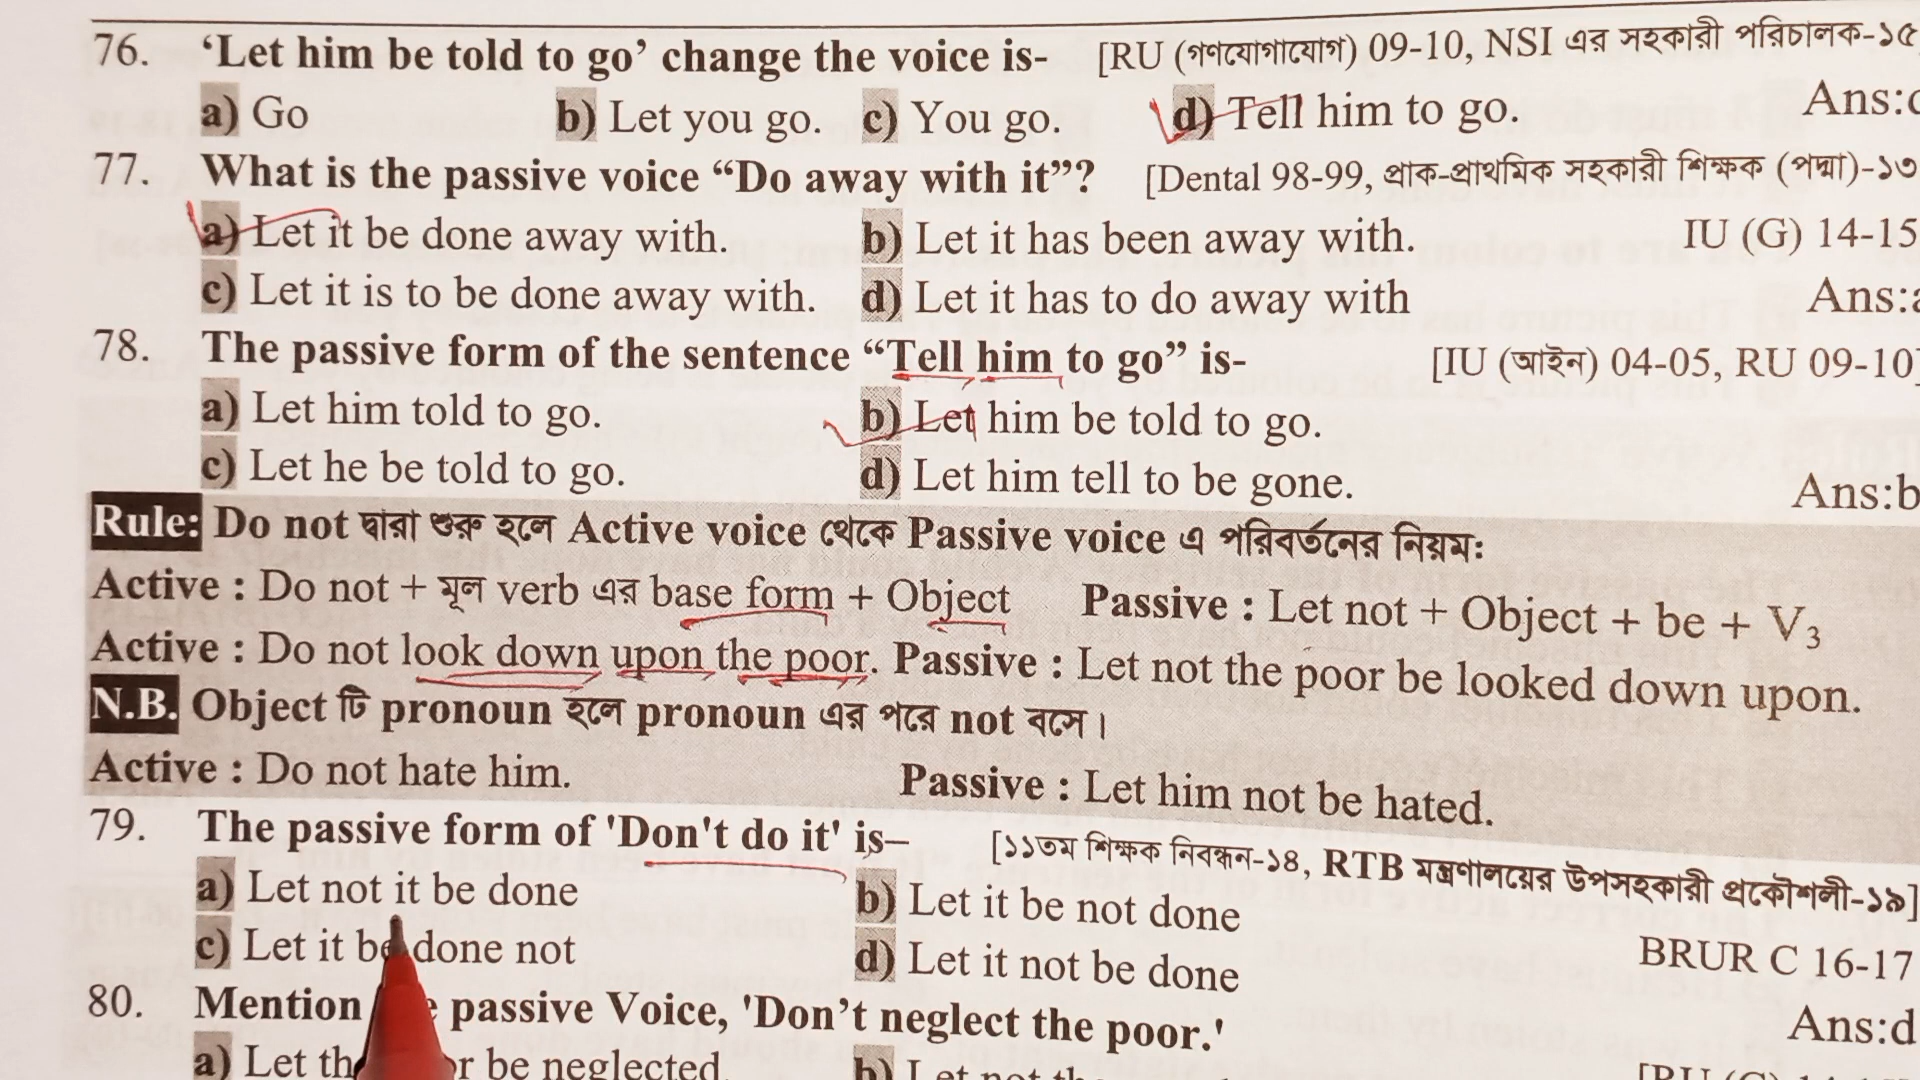 76. ‘Let him be told to go’ change the voice is- [RU (গণযোগাযোগ) 09-10, NSI এর সহকারী পরিচালক-১৫
a) Go b) Let you go. c) You go. d) Tell him to go. Ans:
77. What is the passive voice “Do away with it”? [Dental 98-99, প্রাক-প্রাথমিক সহকারী শিক্ষক (পদ্মা)-১৩
a) Let it be done away with. b) Let it has been away with. IU (G) 14-15
c) Let it is to be done away with. d) Let it has to do away with Ans:a
78. The passive form of the sentence “Tell him to go” is- [IU (আইন) 04-05, RU 09-10]
a) Let him told to go. b) Let him be told to go.
c) Let he be told to go. d) Let him tell to be gone. Ans:b
Rule: Do not দ্বারা শুরু হলে Active voice থেকে Passive voice এ পরিবর্তনের নিয়ম:
Active : Do not + মূল verb এর base form + Object Passive : Let not + Object + be + V3
Active : Do not look down upon the poor. Passive : Let not the poor be looked down upon.
N.B. Object টি pronoun হলে pronoun এর পরে not বসে।
Active : Do not hate him. Passive : Let him not be hated.
79. The passive form of 'Don't do it' is– [১১তম শিক্ষক নিবন্ধন-১৪, RTB মন্ত্রণালয়ের উপসহকারী প্রকৌশলী-১৯]
a) Let not it be done b) Let it be not done
c) Let it be done not d) Let it not be done BRUR C 16-17
80. Mention passive Voice, 'Don’t neglect the poor.' Ans:d
a) Let be neglected. b) Let not